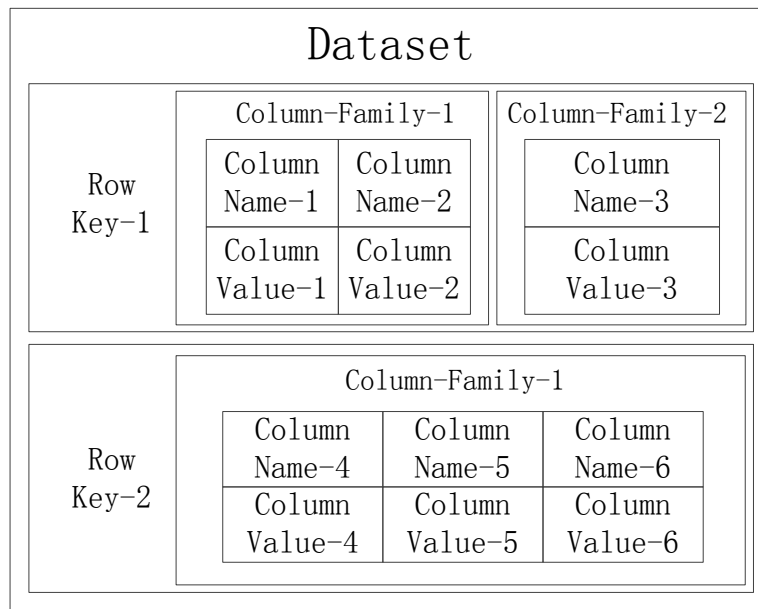 Dataset
Column-Family-1 Column-Family-2
Row
Key-1
Column Column Column
Name-1 Name-2 Name-3
Column Column Column
Value-1 Value-2 Value-3
Column-Family-1
Row
Key-2
Column Column Column
Name-4 Name-5 Name-6
Column Column Column
Value-4 Value-5 Value-6